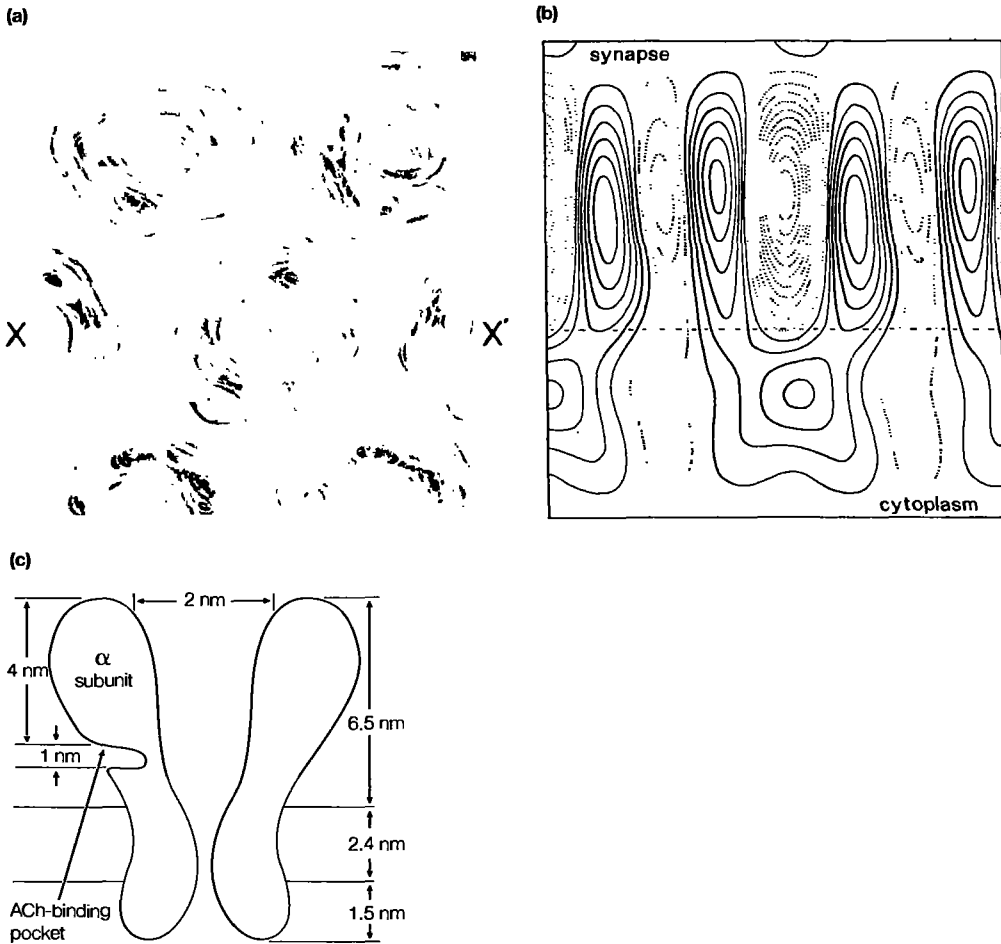 (a)
(b)
synapse
X
X'
cytoplasm
(c)
2 nm
α
subunit
4 nm
6.5 nm
1 nm
2.4 nm
ACh-binding
pocket
1.5 nm